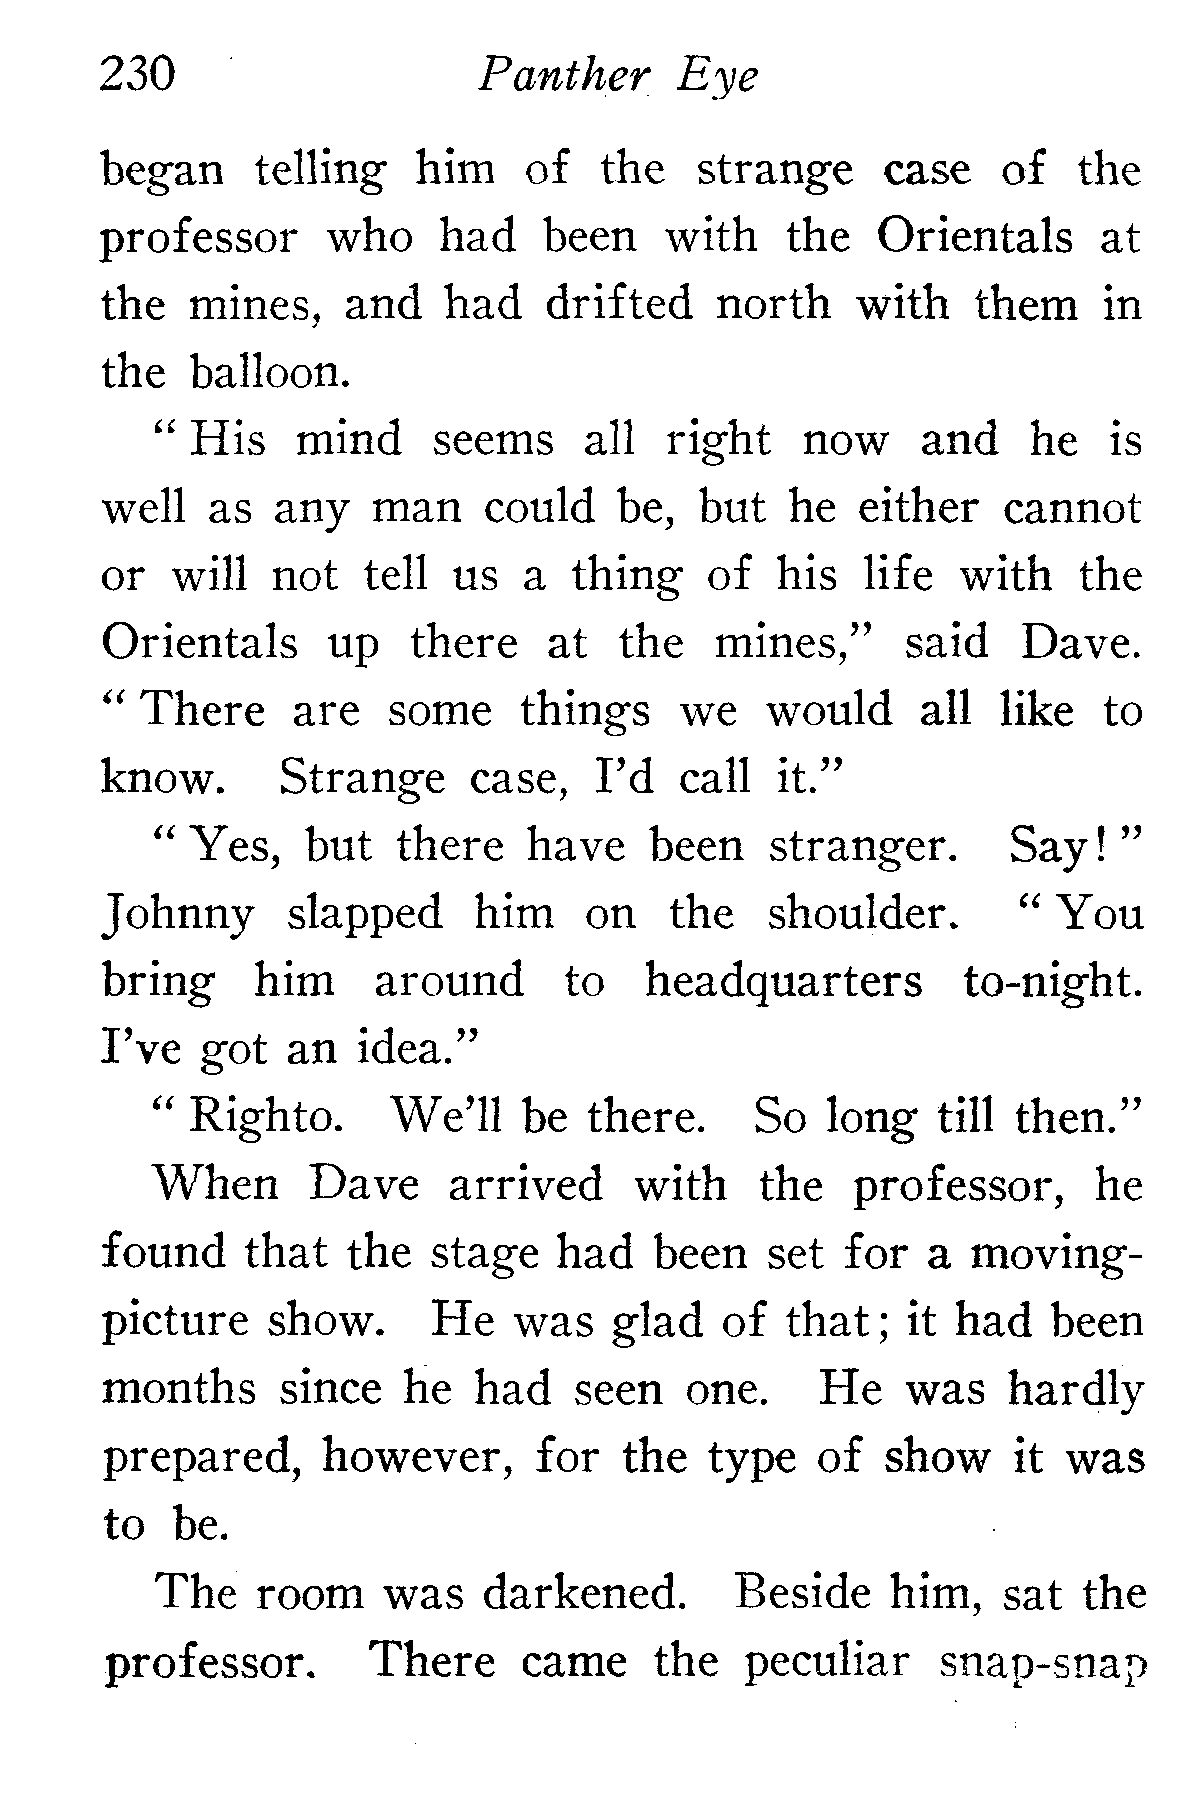 230 Panther Eye
began telling him of the strange case of the
professor who had been with the Orientals at
the mines, and had drifted north with them in
the balloon.
“ His mind seems all right now and he is
well as any man could be, but he either cannot
or will not tell us a thing of his life with the
Orientals up there at the mines,” said Dave.
“ There are some things we would all like to
know. Strange case, I’d call it.”
“ Yes, but there have been stranger. Say! ”
Johnny slapped him on the shoulder. “ You
bring him around to headquarters to-night.
I’ve got an idea.”
“ Righto. We’ll be there. So long till then.”
When Dave arrived with the professor, he
found that the stage had been set for a moving-
picture show. He was glad of that; it had been
months since he had seen one. He was hardly
prepared, however, for the type of show it was
to be.
The room was darkened. Beside him, sat the
professor. There came the peculiar snap-snap